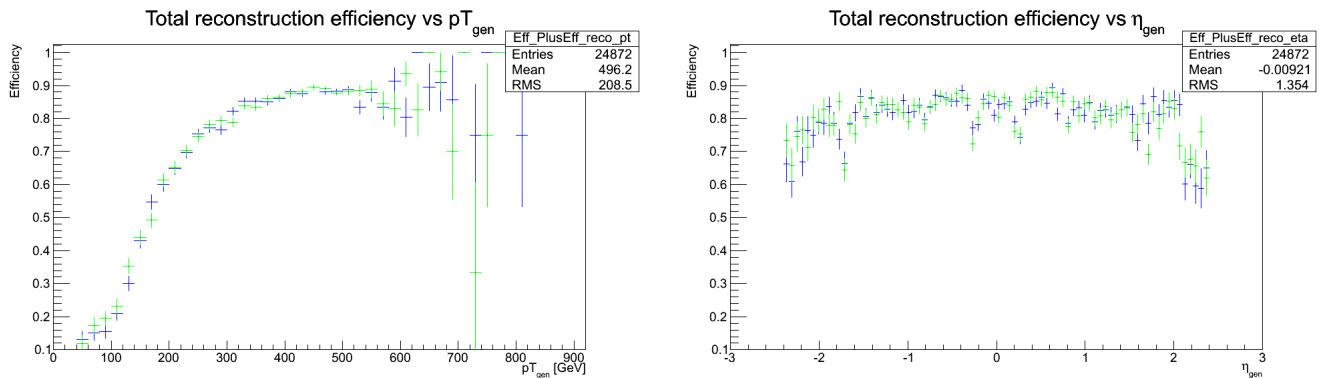 Total reconstruction efficiency vs pT_gen
Eff_PlusEff_reco_pt
Entries 24872
Mean 496.2
RMS 208.5
Efficiency
1
0.9
0.8
0.7
0.6
0.5
0.4
0.3
0.2
0.1
0 100 200 300 400 500 600 700 800 900
pT_gen [GeV]
Total reconstruction efficiency vs η_gen
Eff_PlusEff_reco_eta
Entries 24872
Mean -0.00921
RMS 1.354
Efficiency
1
0.9
0.8
0.7
0.6
0.5
0.4
0.3
0.2
0.1
-3 -2 -1 0 1 2 3
η_gen